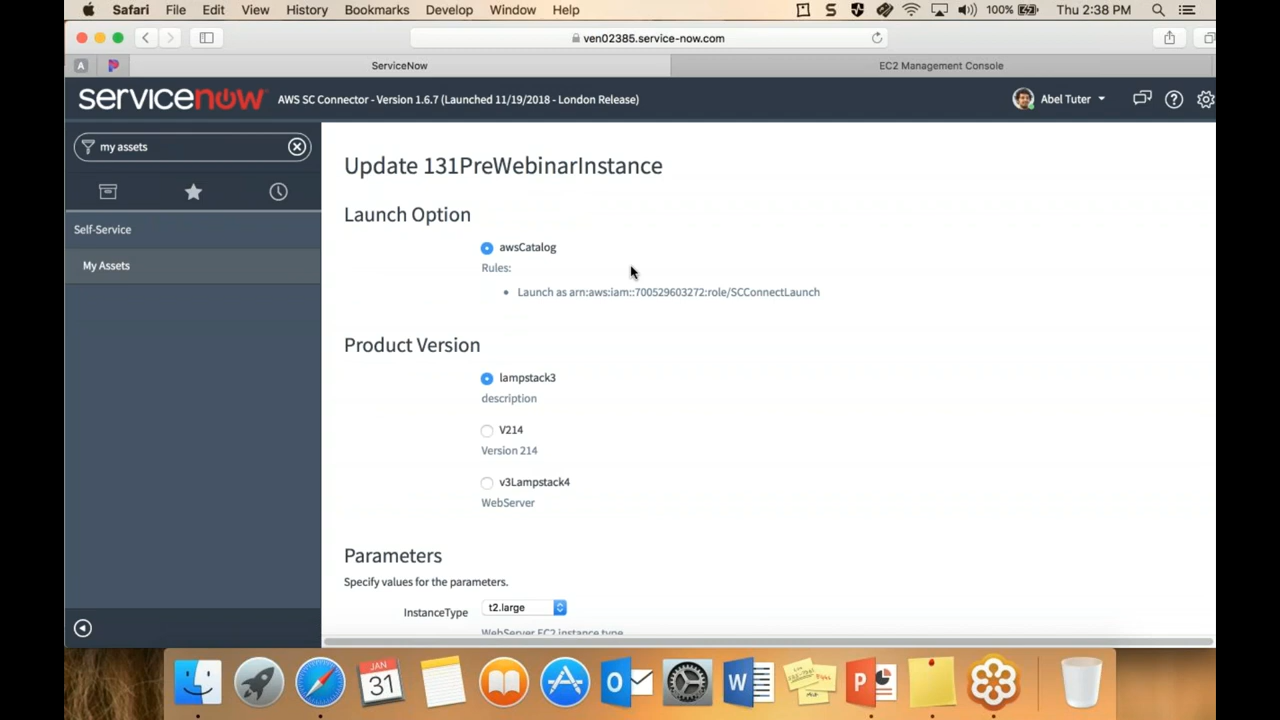 Safari File Edit View History Bookmarks Develop Window Help 100% Thu 2:38 PM
ven02385.service-now.com
A ServiceNow EC2 Management Console
servicenow AWS SC Connector - Version 1.6.7 (Launched 11/19/2018 - London Release) Abel Tuter
my assets
Self-Service
My Assets
Update 131PreWebinarInstance
Launch Option
awsCatalog
Rules:
Launch as arn:aws:iam::700529603272:role/SCConnectLaunch
Product Version
lampstack3
description
V214
Version 214
v3Lampstack4
WebServer
Parameters
Specify values for the parameters.
InstanceType t2.large
WebServer EC2 instance type
JAN
31